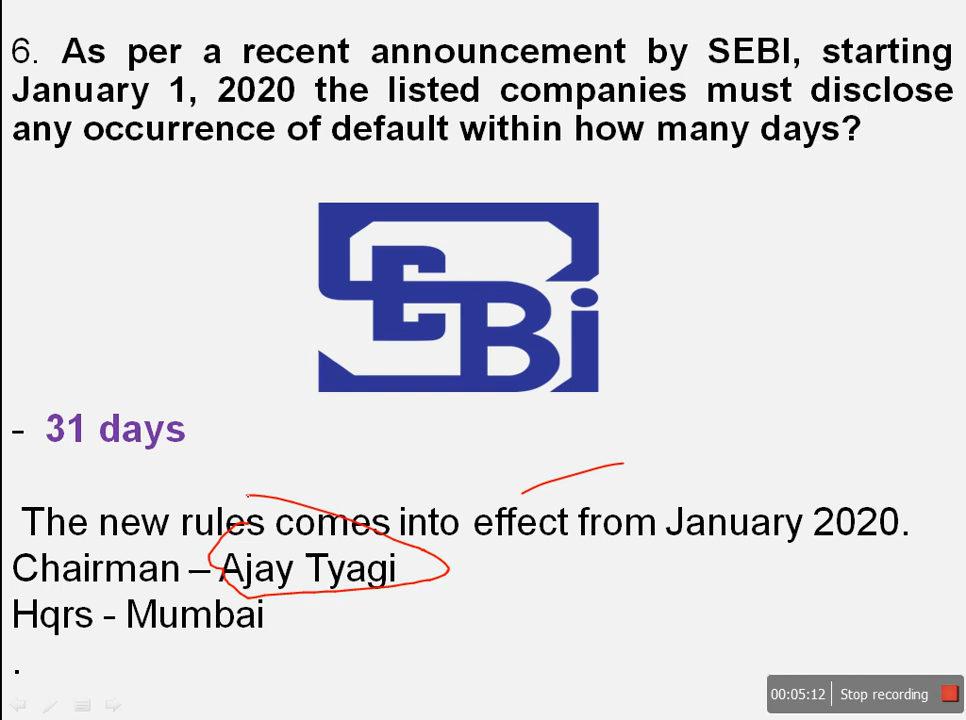 6. As per a recent announcement by SEBI, starting
January 1, 2020 the listed companies must disclose
any occurrence of default within how many days?
SEBi
- 31 days
The new rules comes into effect from January 2020.
Chairman – Ajay Tyagi
Hqrs - Mumbai
.
00:05:12 Stop recording